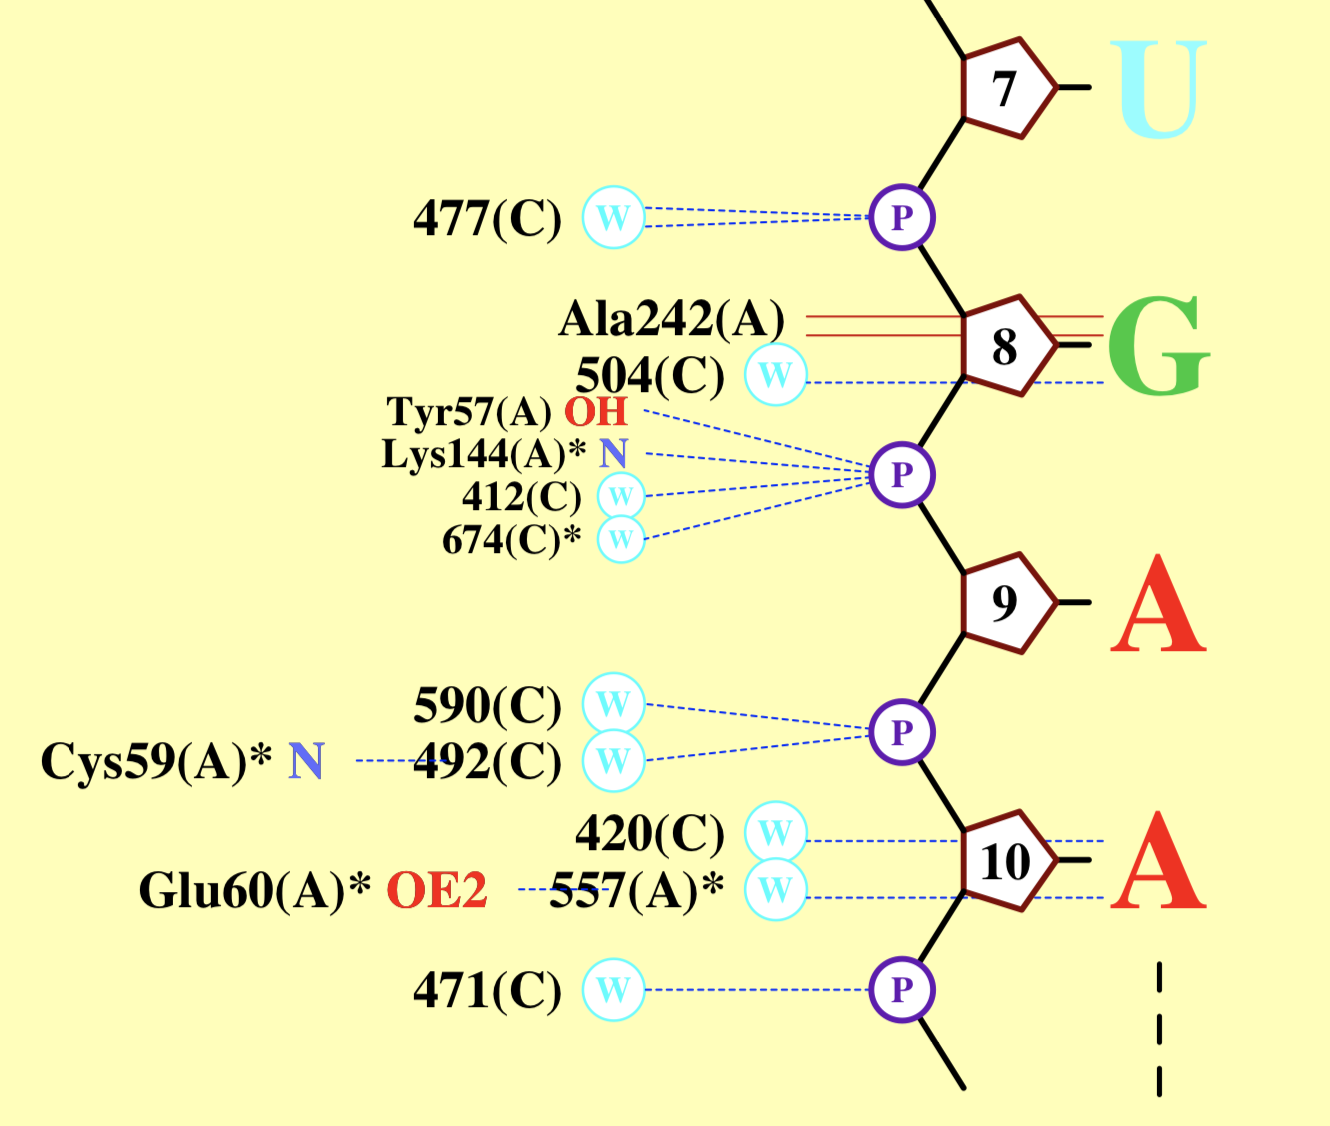 7 U
477(C) W P
Ala242(A)
8 G
504(C) W
Tyr57(A) OH
Lys144(A)* N
P
412(C) W
674(C)* W
9 A
590(C) W
P
Cys59(A)* N 492(C) W
420(C) W
10 A
Glu60(A)* OE2 557(A)* W
471(C) W P